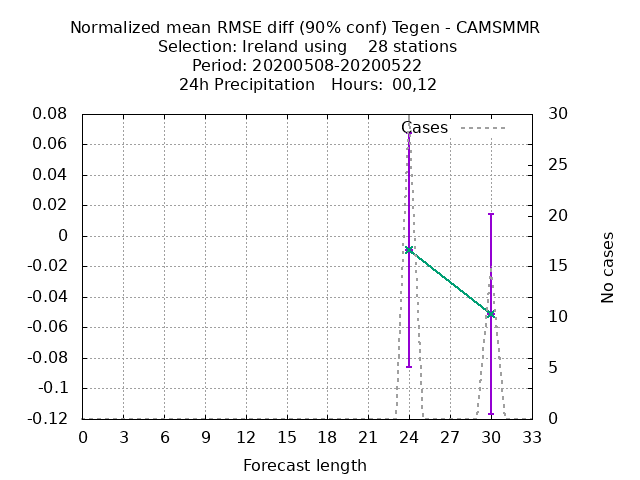 Normalized mean RMSE diff (90% conf) Tegen - CAMSMMR
Selection: Ireland using 28 stations
Period: 20200508-20200522
24h Precipitation Hours: 00,12
Cases
0.08
0.06
0.04
0.02
0
-0.02
-0.04
-0.06
-0.08
-0.1
-0.12
30
25
20
15
10
5
0
No cases
0 3 6 9 12 15 18 21 24 27 30 33
Forecast length